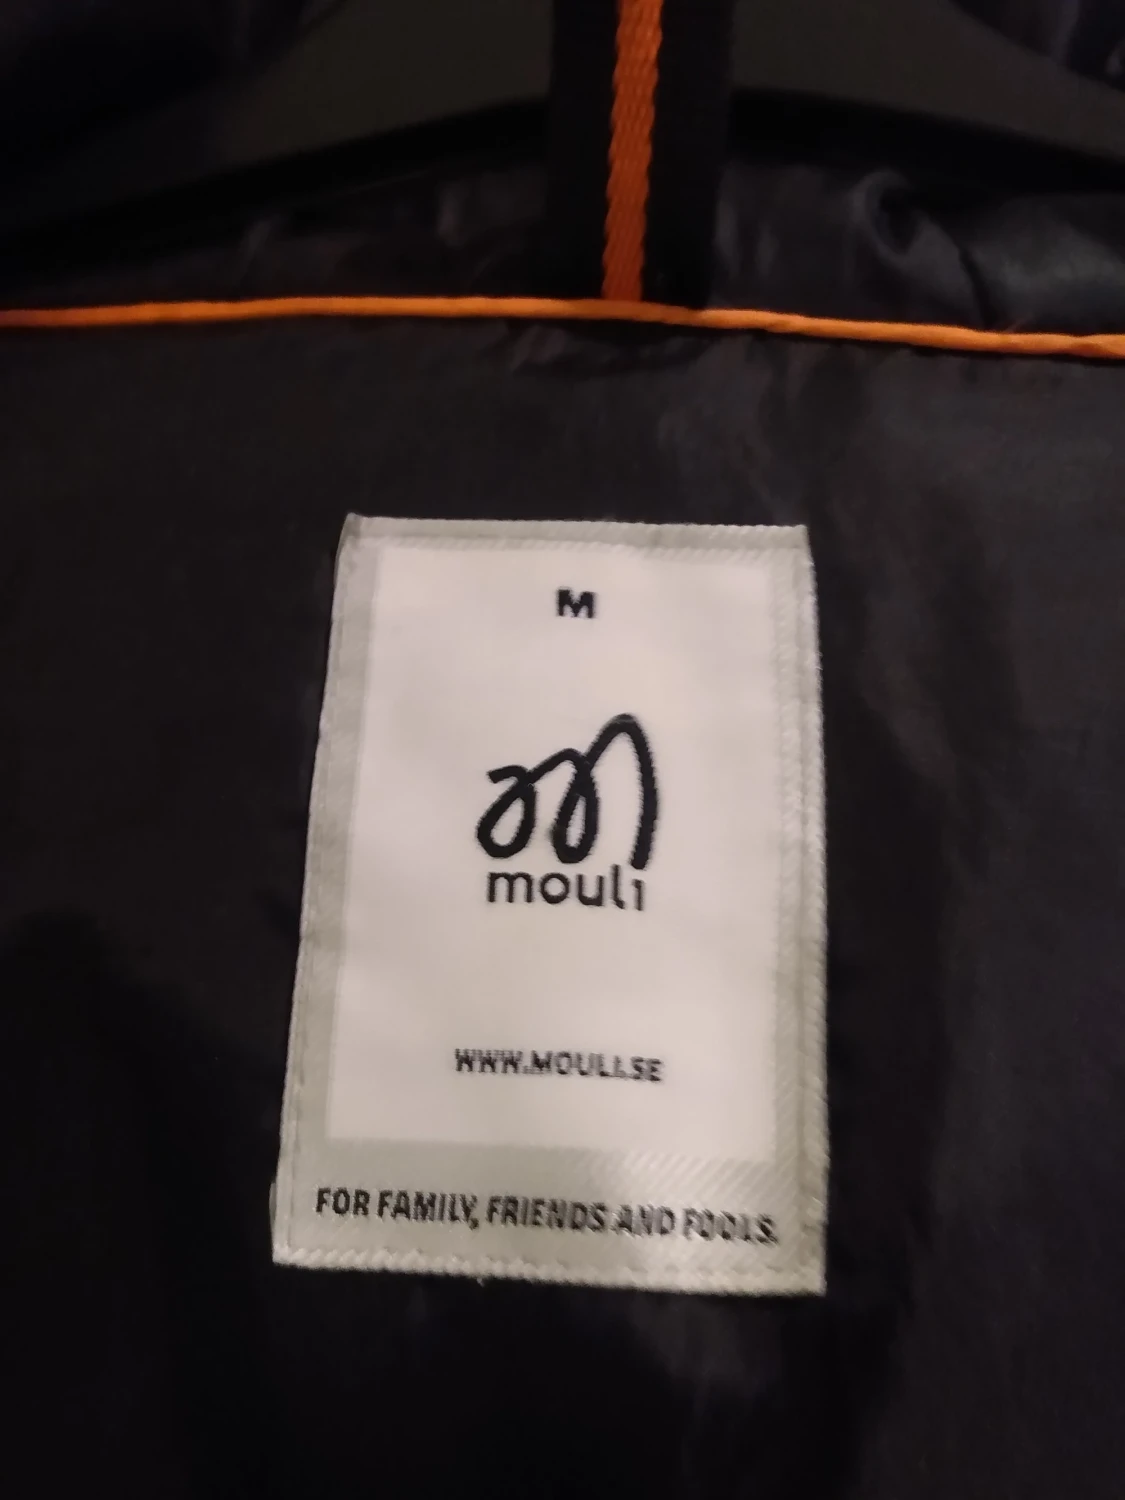 M
mouli
WWW.MOULI.SE
FOR FAMILY, FRIENDS AND FOOLS.